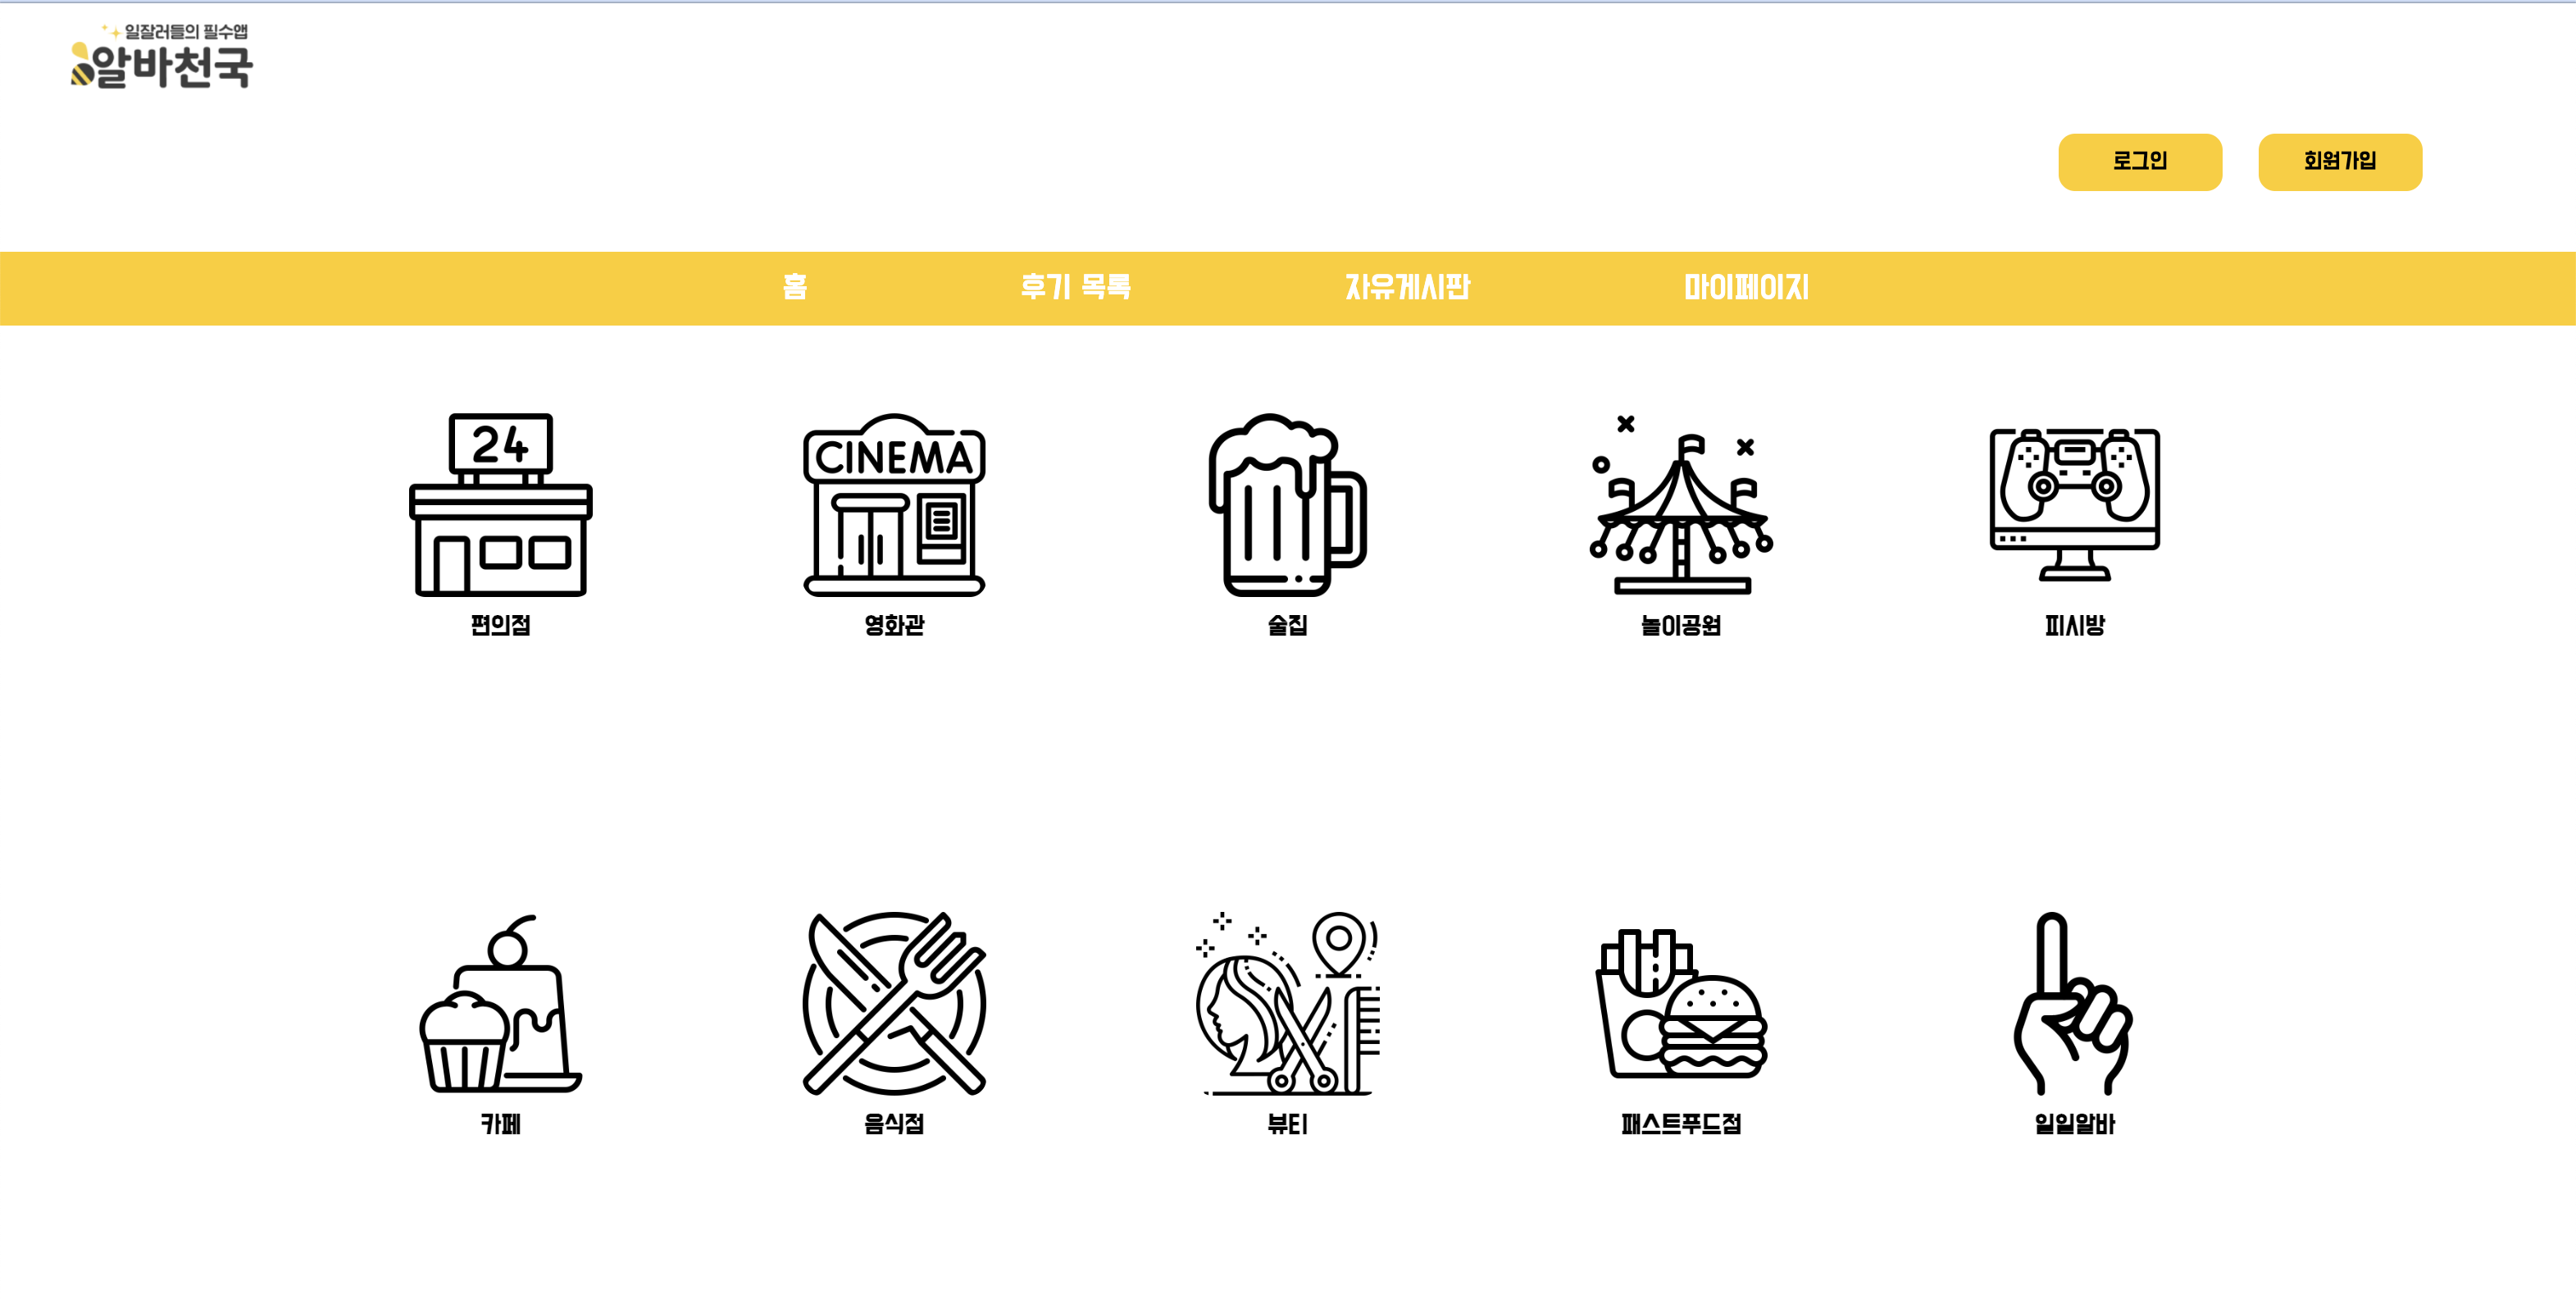 일잘러들의 필수앱
알바천국
로그인 회원가입
홈 후기 목록 자유게시판 마이페이지
24 CINEMA
편의점 영화관 술집 놀이공원 피시방
카페 음식점 뷰티 패스트푸드점 일일알바